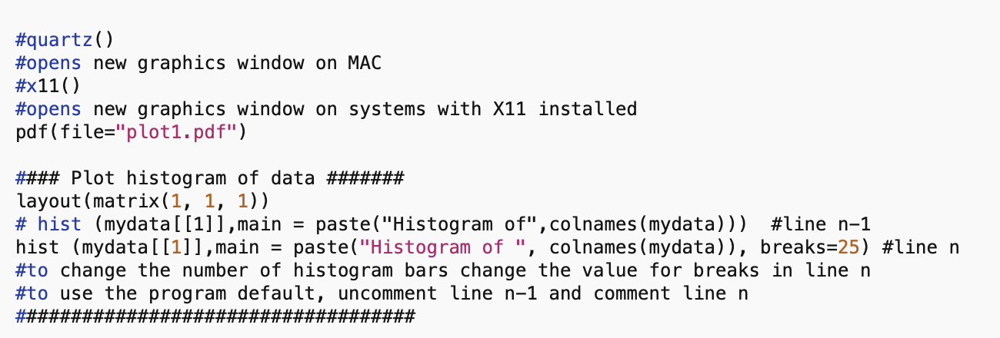 #quartz()
#opens new graphics window on MAC
#x11()
#opens new graphics window on systems with X11 installed
pdf(file="plot1.pdf")
#### Plot histogram of data #######
layout(matrix(1, 1, 1))
# hist (mydata[[1]],main = paste("Histogram of",colnames(mydata)))  #line n-1
hist (mydata[[1]],main = paste("Histogram of ", colnames(mydata)), breaks=25) #line n
#to change the number of histogram bars change the value for breaks in line n
#to use the program default, uncomment line n-1 and comment line n
####################################